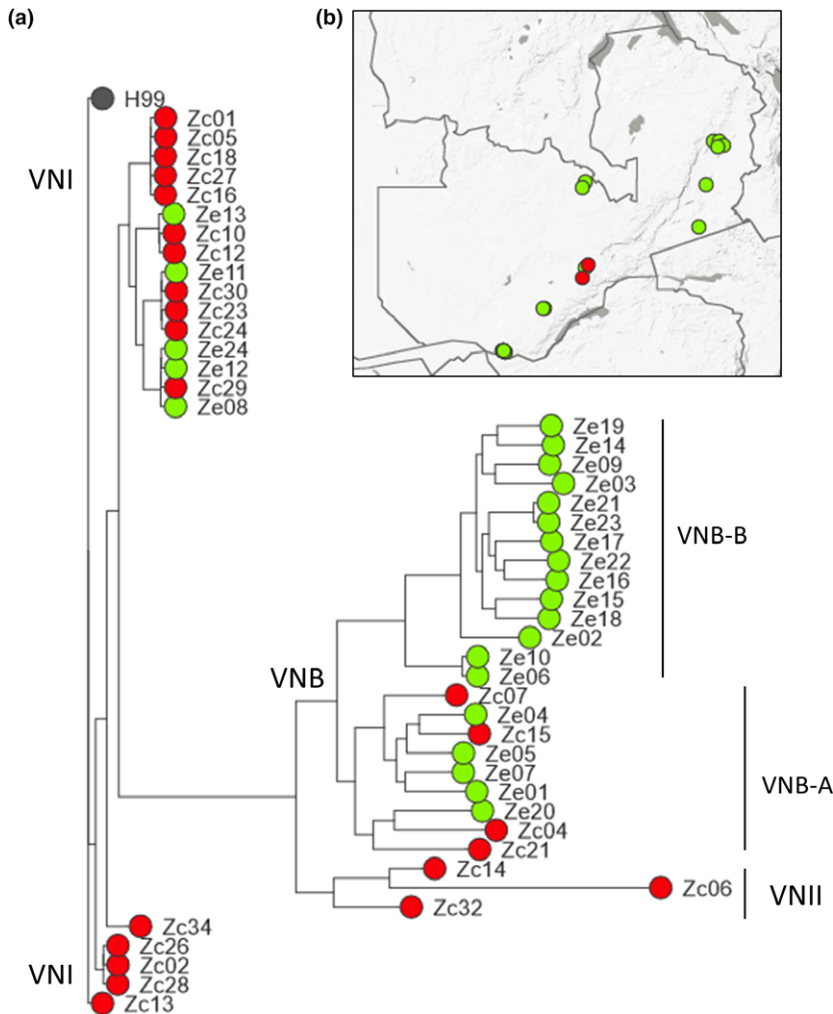 (a)
(b)
H99
Zc01
Zc05
Zc18
VNI
Zc27
Zc16
Ze13
Zc10
Zc12
Ze11
Zc30
Zc23
Zc24
Ze24
Ze12
Zc29
Ze08
Ze19
Ze14
Ze09
Ze03
Ze21
Ze23
VNB-B
Ze17
Ze22
Ze16
Ze15
Ze18
Ze02
Ze10
VNB
Ze06
Zc07
Ze04
Zc15
Ze05
Ze07
VNB-A
Ze01
Ze20
Zc04
Zc21
Zc14
Zc06
VNII
Zc32
Zc34
Zc26
Zc02
VNI
Zc28
Zc13